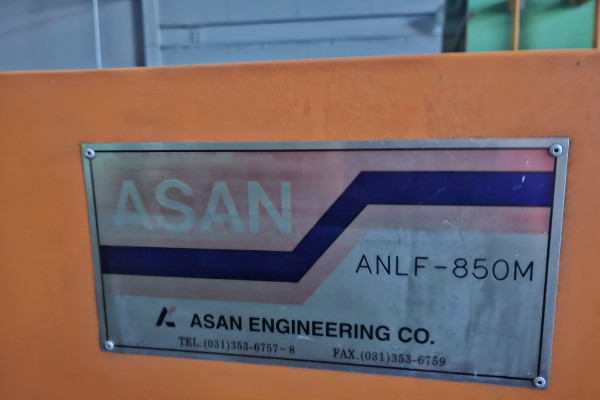 ASAN
ANLF-850M
ASAN ENGINEERING CO.
TEL.(031)353-6757~8 FAX.(031)353-6759